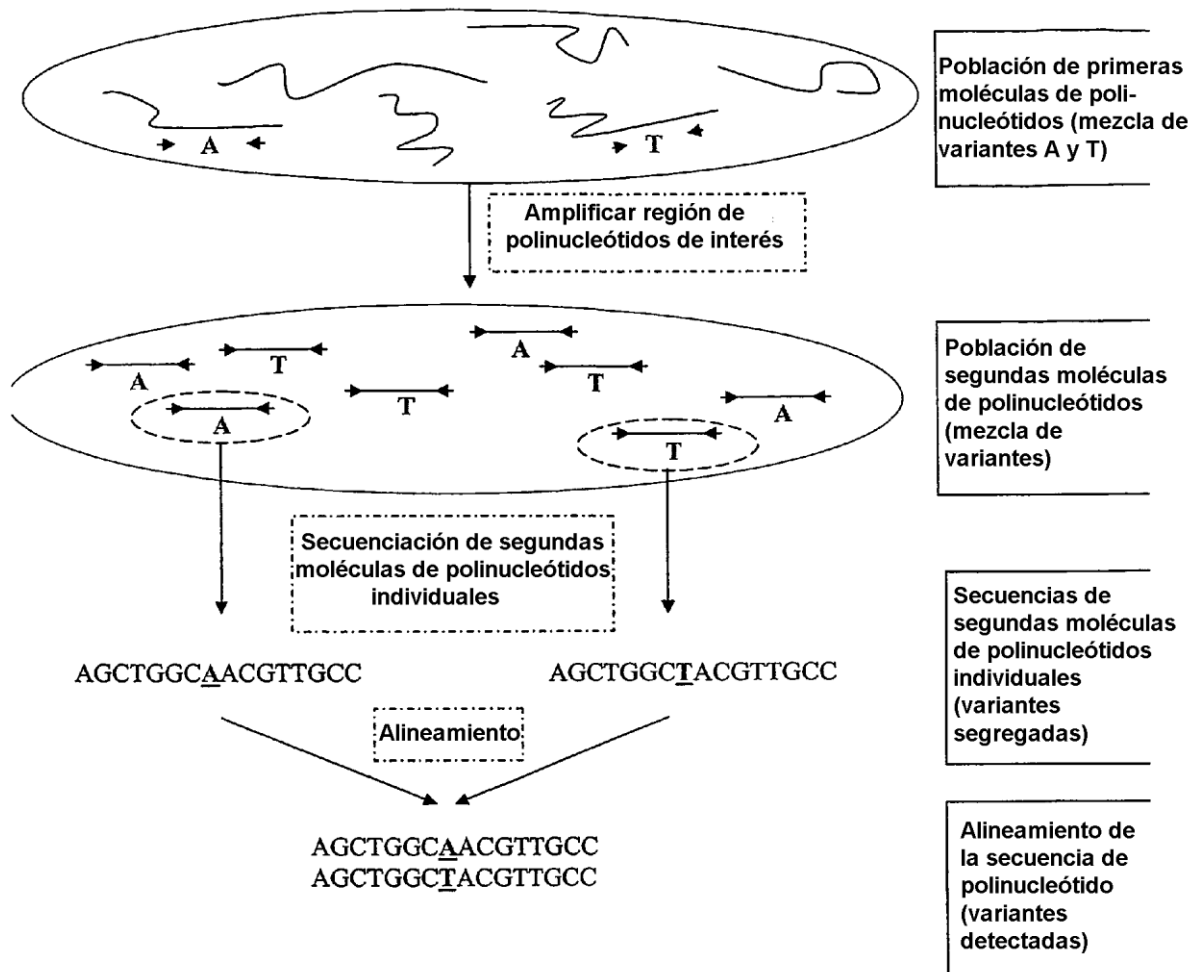 Población de primeras
moléculas de poli-
nucleótidos (mezcla de
variantes A y T)
A
T
Amplificar región de
polinucleótidos de interés
A
T
A
T
T
A
A
T
Población de
segundas moléculas
de polinucleótidos
(mezcla de
variantes)
Secuenciación de segundas
moléculas de polinucleótidos
individuales
Secuencias de
segundas moléculas
de polinucleótidos
individuales
(variantes
segregadas)
AGCTGGCAACGTTGCC
AGCTGGCTACGTTGCC
Alineamiento
AGCTGGCAACGTTGCC
AGCTGGCTACGTTGCC
Alineamiento de
la secuencia de
polinucleótido
(variantes
detectadas)